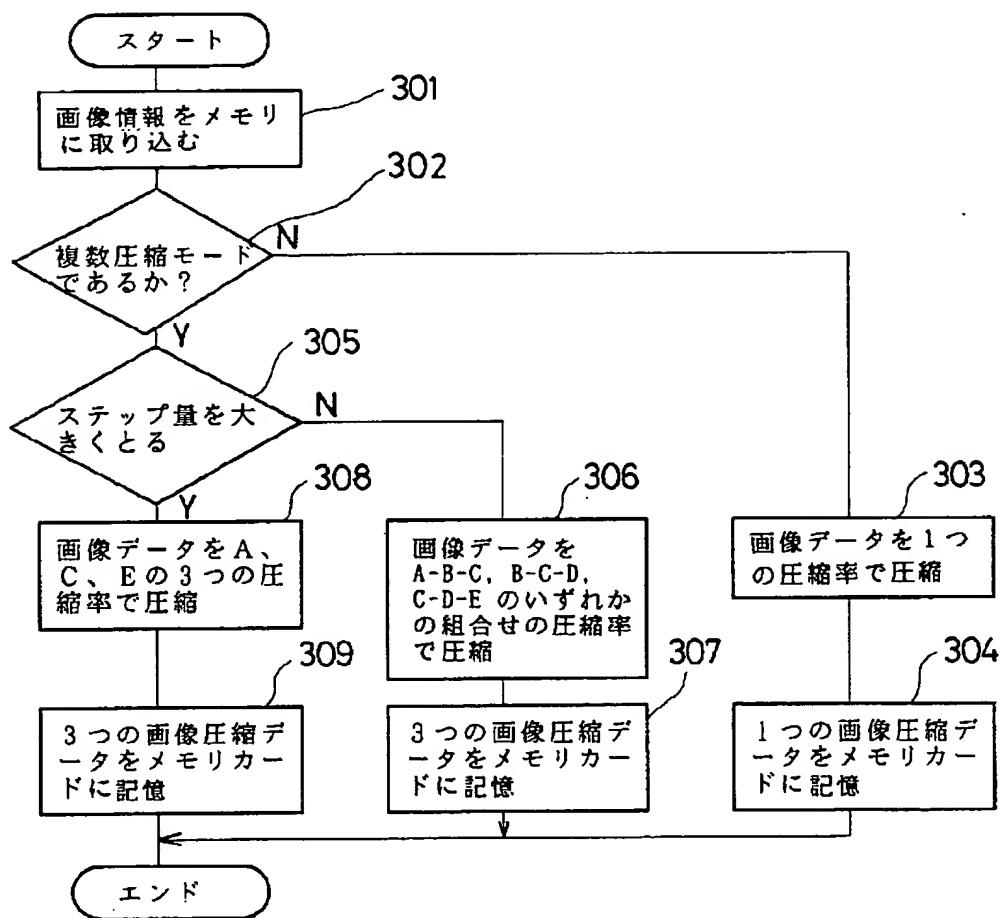 スタート
301
画像情報をメモリ
に取り込む
302
複数圧縮モード
であるか?
N
Y
305
ステップ量を大
きくとる
N
Y
308
画像データをA、
C、Eの3つの圧
縮率で圧縮
306
画像データを
A-B-C, B-C-D,
C-D-Eのいずれか
の組合せの圧縮率
で圧縮
303
画像データを1つ
の圧縮率で圧縮
309
3つの画像圧縮デ
ータをメモリカー
ドに記憶
307
3つの画像圧縮デ
ータをメモリカー
ドに記憶
304
1つの画像圧縮デ
ータをメモリカー
ドに記憶
エンド